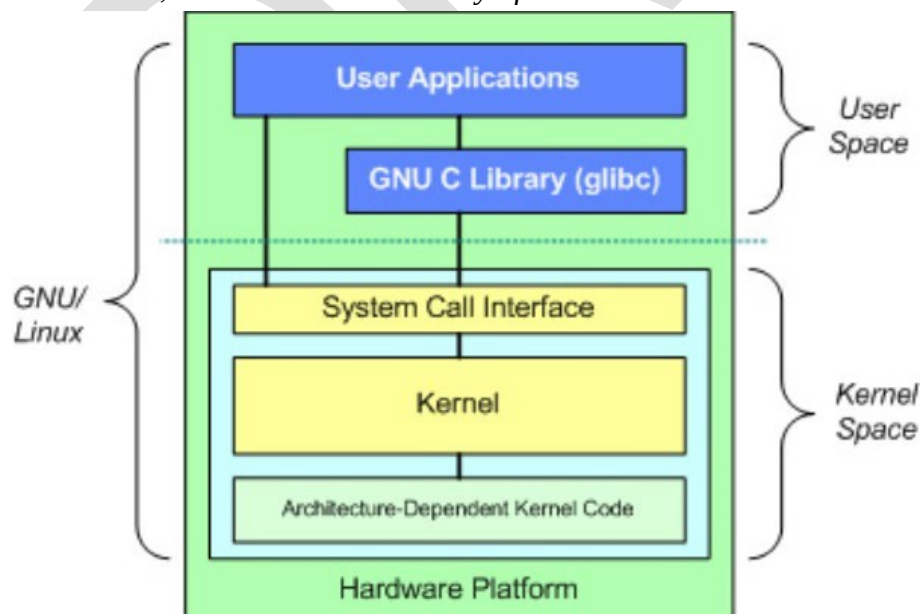 User Applications
User
Space
GNU C Library (glibc)
GNU/
Linux
System Call Interface
Kernel
Kernel
Space
Architecture-Dependent Kernel Code
Hardware Platform